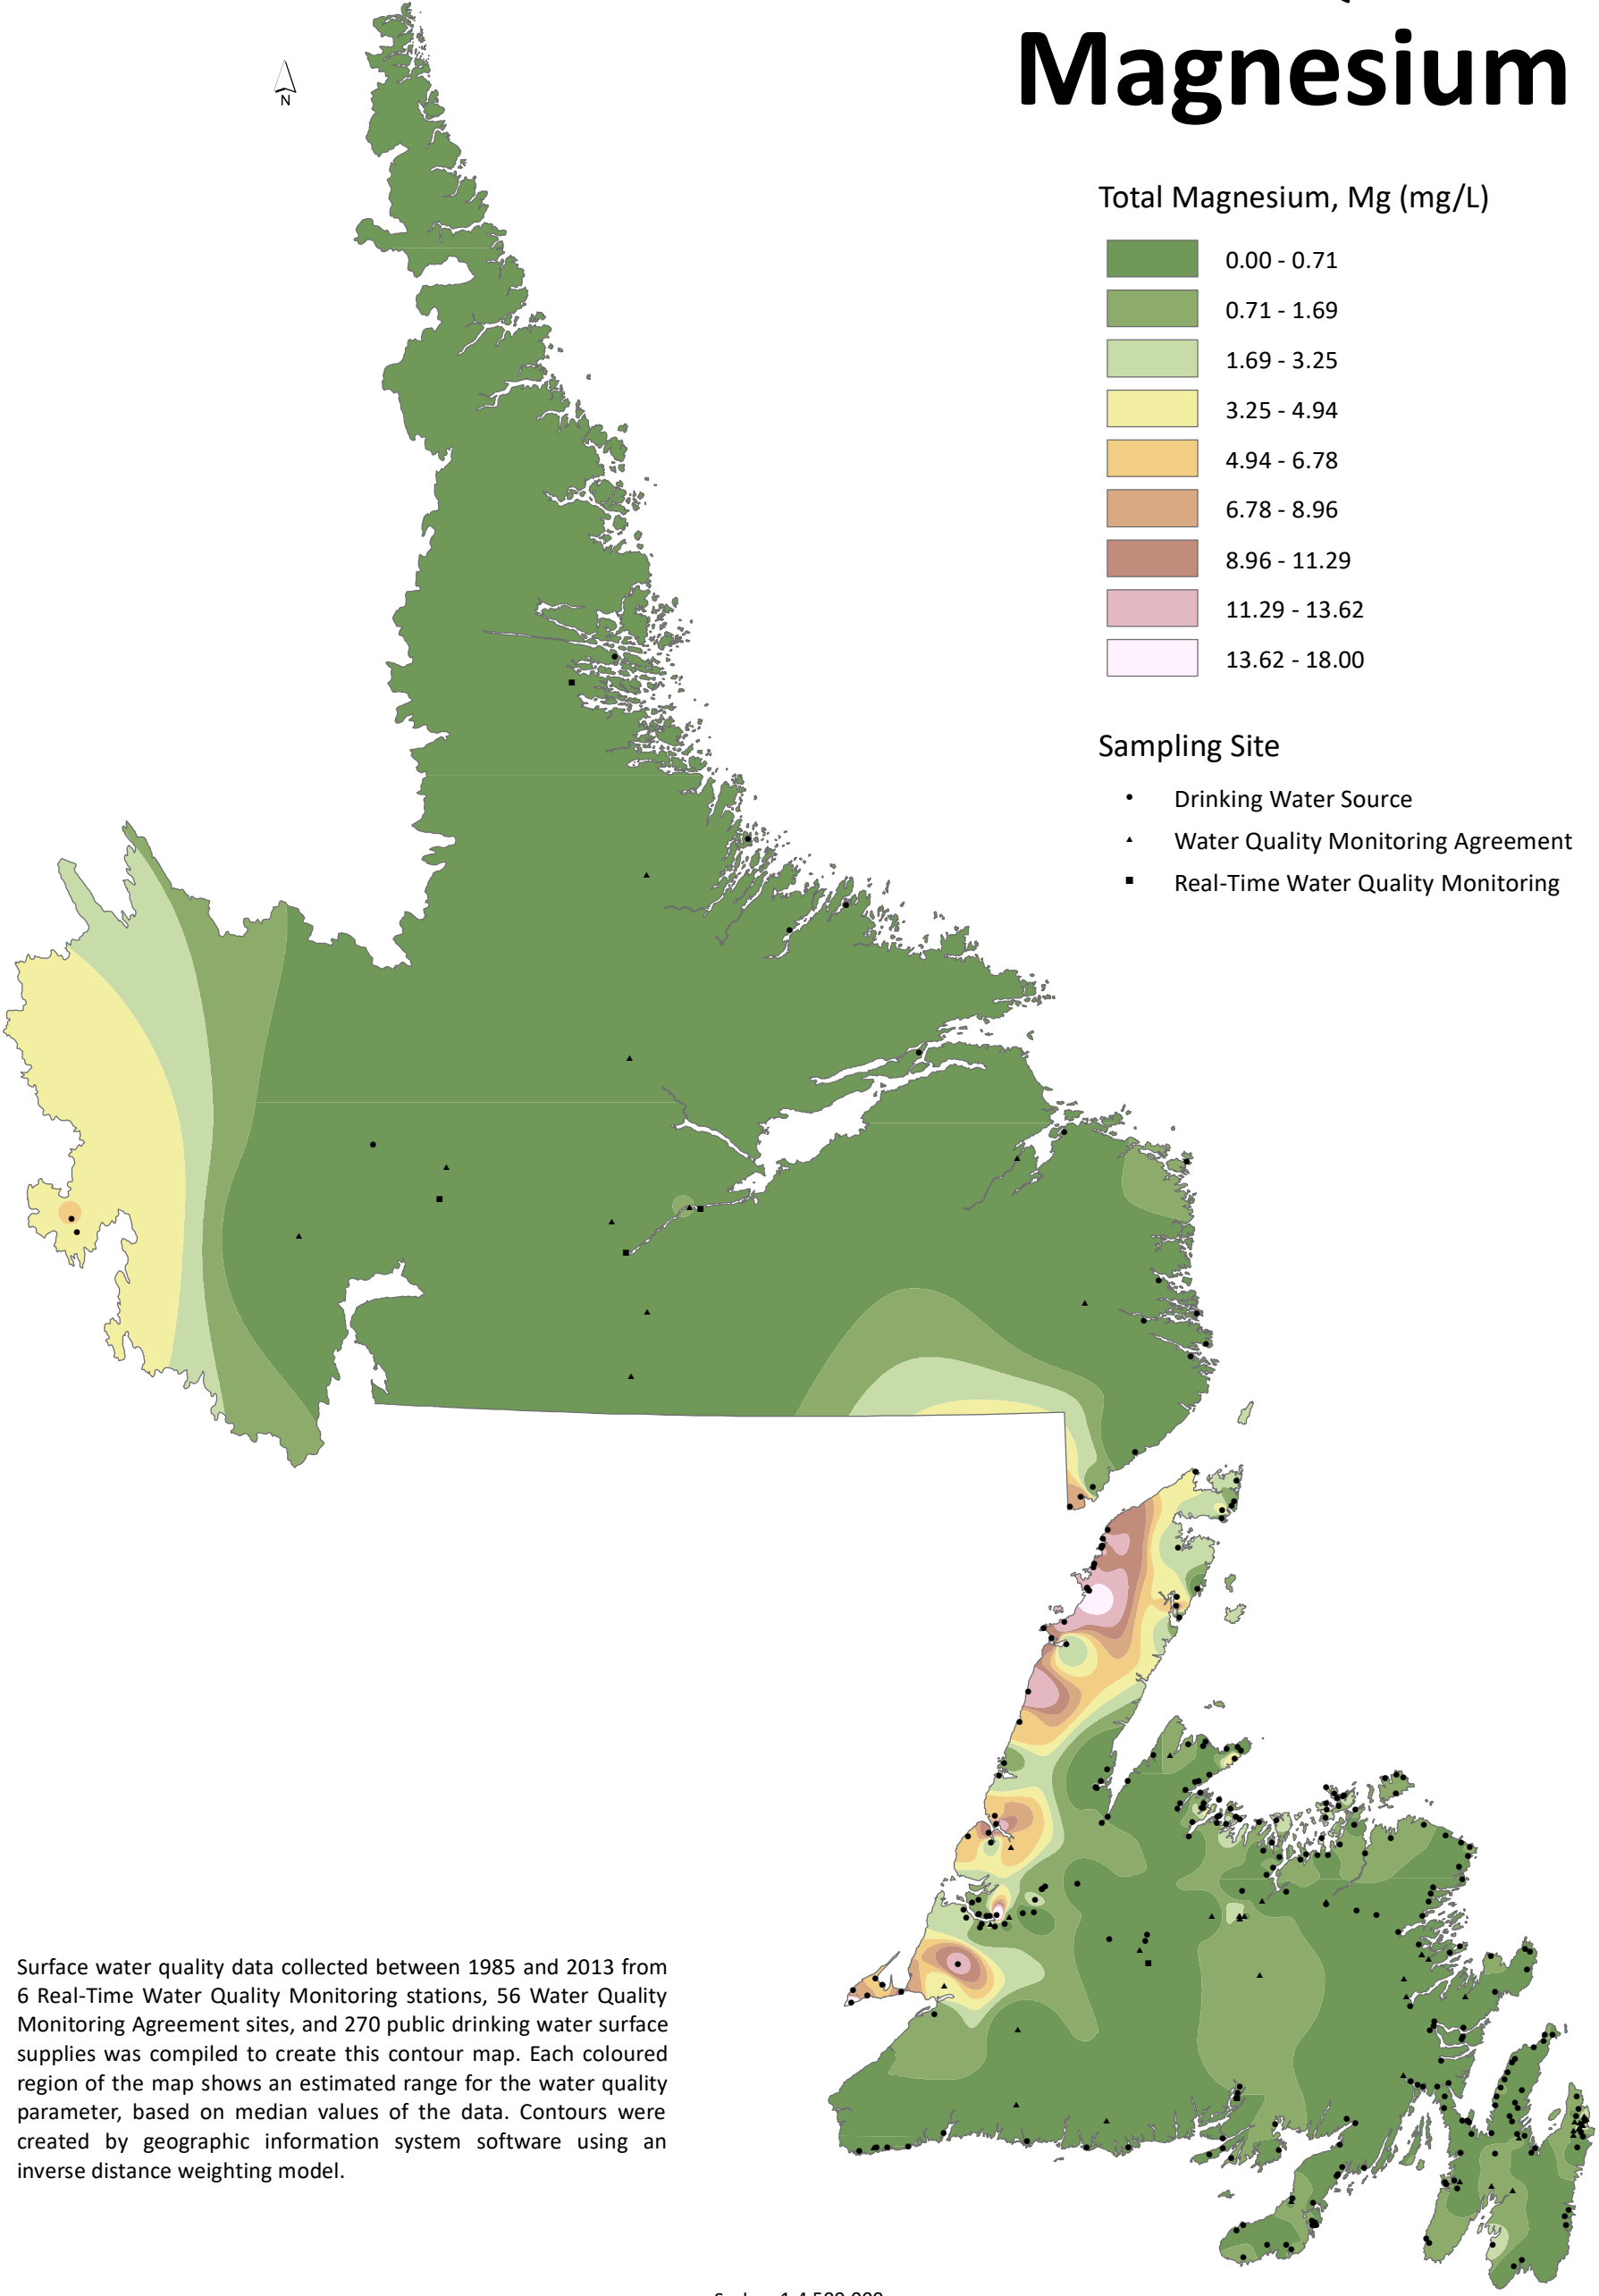 Magnesium
N
Total Magnesium, Mg (mg/L)
0.00 - 0.71
0.71 - 1.69
1.69 - 3.25
3.25 - 4.94
4.94 - 6.78
6.78 - 8.96
8.96 - 11.29
11.29 - 13.62
13.62 - 18.00
Sampling Site
Drinking Water Source
Water Quality Monitoring Agreement
Real-Time Water Quality Monitoring
Surface water quality data collected between 1985 and 2013 from
6 Real-Time Water Quality Monitoring stations, 56 Water Quality
Monitoring Agreement sites, and 270 public drinking water surface
supplies was compiled to create this contour map. Each coloured
region of the map shows an estimated range for the water quality
parameter, based on median values of the data. Contours were
created by geographic information system software using an
inverse distance weighting model.